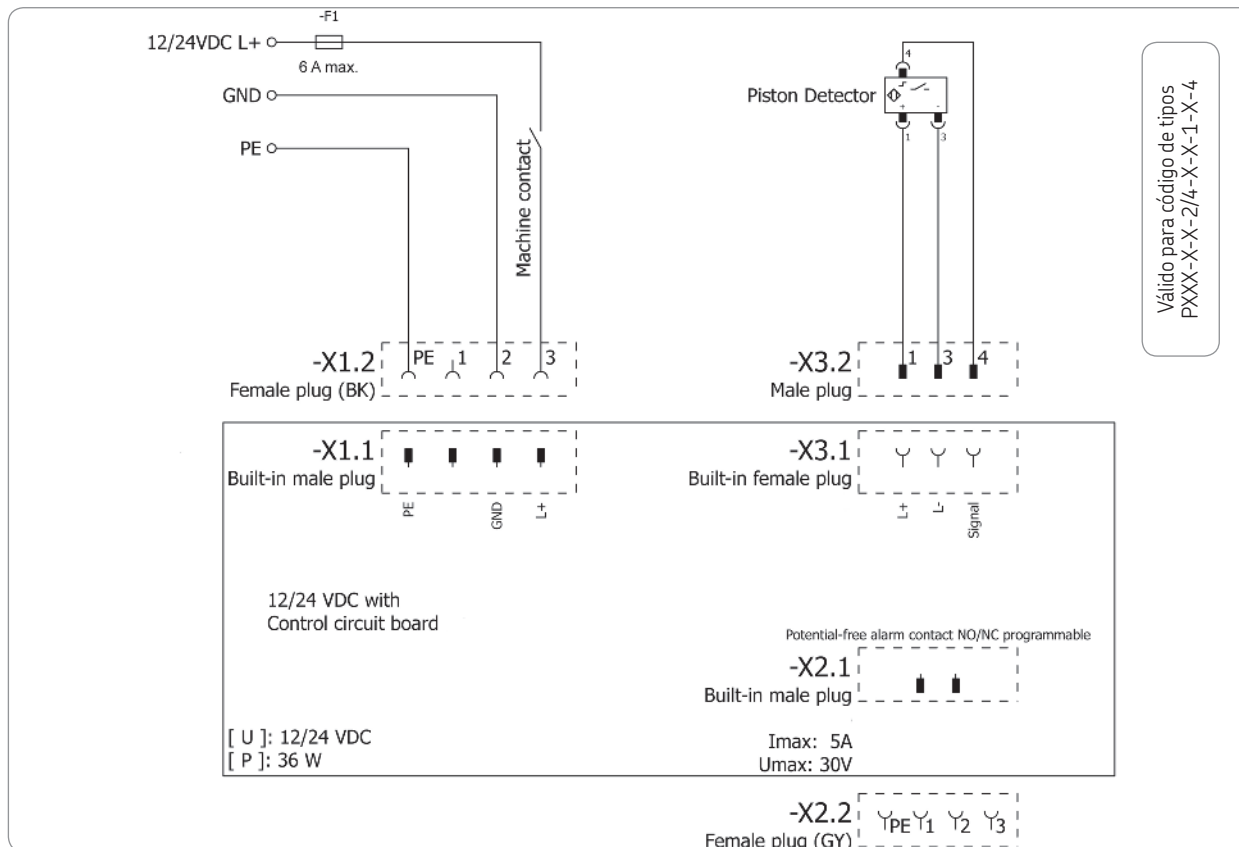 -F1
12/24VDC L+
6 A max.
GND
PE
Machine contact
4
Piston Detector
+ -
1 3
Válido para código de tipos
PXXX-X-X-2/4-X-X-1-X-4
-X1.2 PE 1 2 3
Female plug (BK)
-X3.2 1 3 4
Male plug
-X1.1
Built-in male plug
PE GND L+
-X3.1
Built-in female plug
L+ L- Signal
12/24 VDC with
Control circuit board
Potential-free alarm contact NO/NC programmable
-X2.1
Built-in male plug
[ U ]: 12/24 VDC
[ P ]: 36 W
Imax: 5A
Umax: 30V
-X2.2 PE 1 2 3
Female plug (GY)